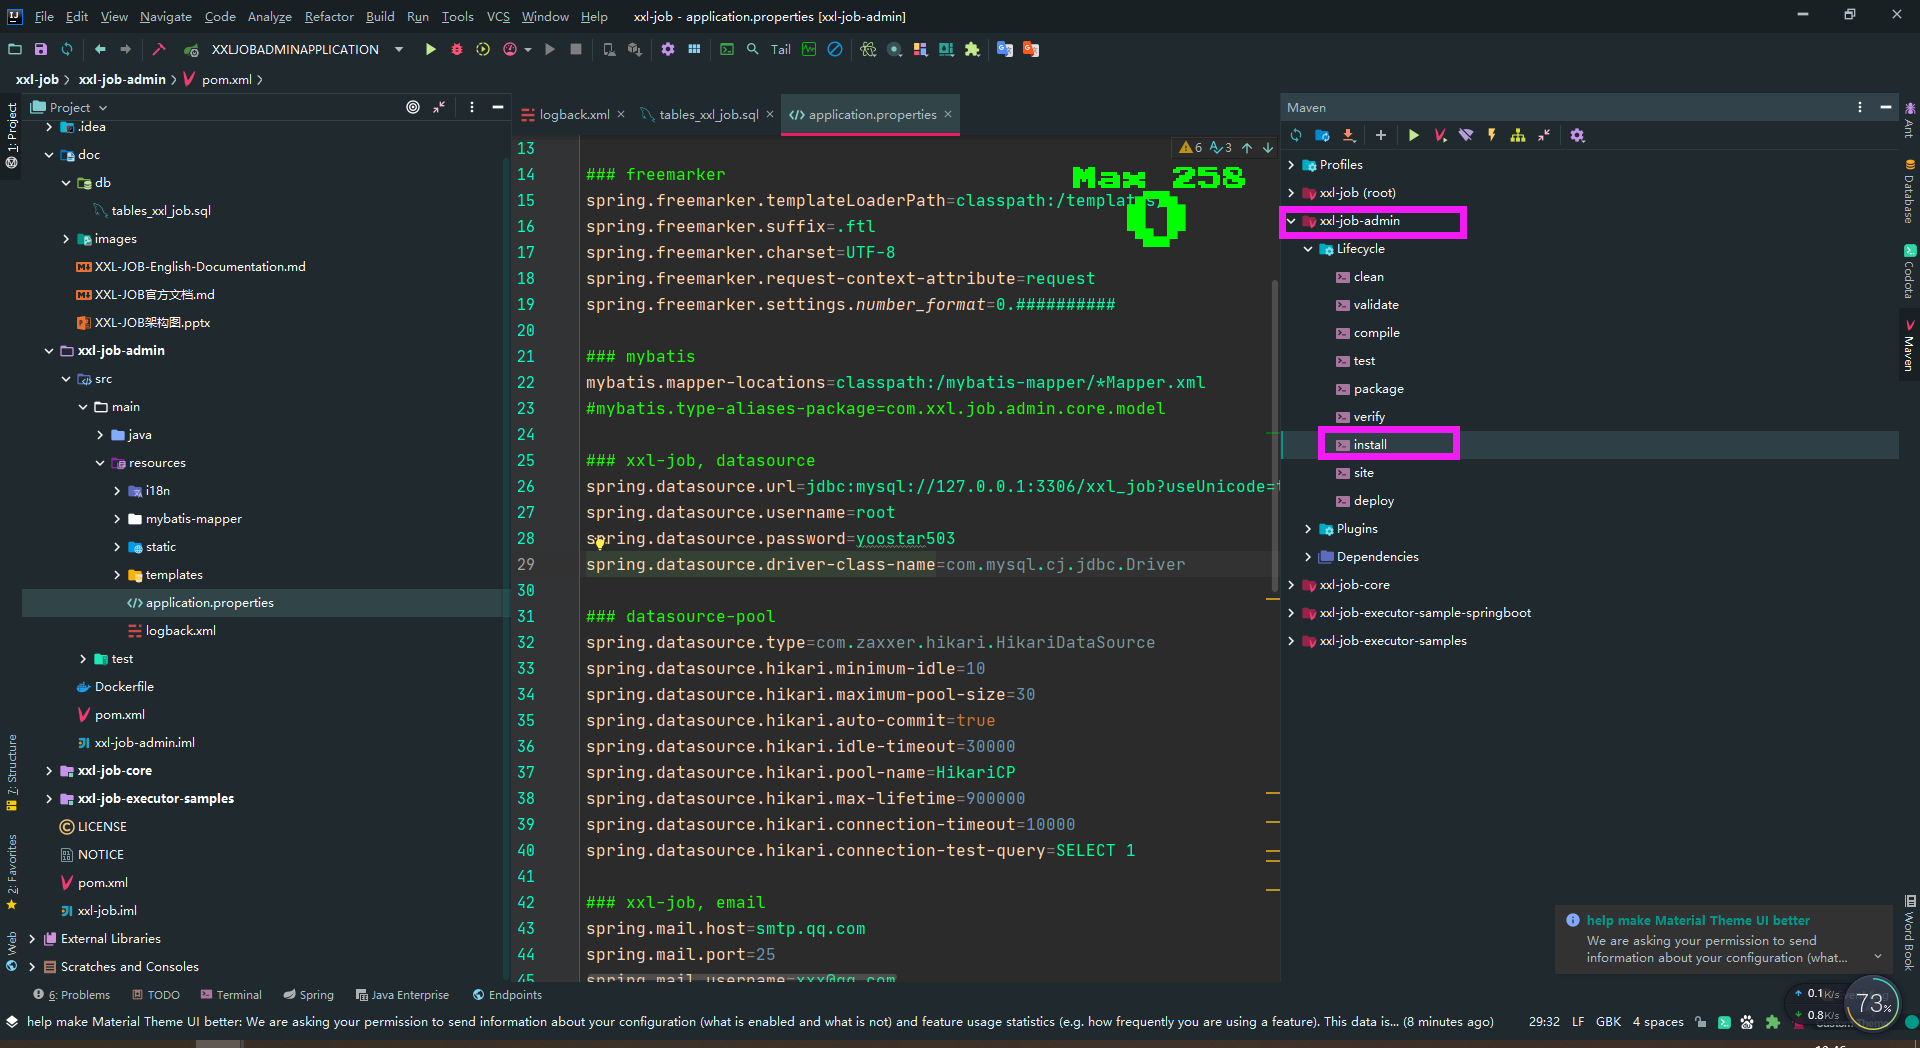 File Edit View Navigate Code Analyze Refactor Build Run Tools VCS Window Help xxl-job - application.properties [xxl-job-admin]
XXLJOBADMINAPPLICATION Tail
xxl-job xxl-job-admin pom.xml
1: Project
7: Structure
2: Favorites
Web
Project
.idea
doc
db
tables_xxl_job.sql
images
XXL-JOB-English-Documentation.md
XXL-JOB官方文档.md
XXL-JOB架构图.pptx
xxl-job-admin
src
main
java
resources
i18n
mybatis-mapper
static
templates
application.properties
logback.xml
test
Dockerfile
pom.xml
xxl-job-admin.iml
xxl-job-core
xxl-job-executor-samples
LICENSE
NOTICE
pom.xml
xxl-job.iml
External Libraries
Scratches and Consoles
logback.xml tables_xxl_job.sql application.properties
6 3
Max 258
0
13
14 ### freemarker
15 spring.freemarker.templateLoaderPath=classpath:/templates/
16 spring.freemarker.suffix=.ftl
17 spring.freemarker.charset=UTF-8
18 spring.freemarker.request-context-attribute=request
19 spring.freemarker.settings.number_format=0.##########
20
21 ### mybatis
22 mybatis.mapper-locations=classpath:/mybatis-mapper/*Mapper.xml
23 #mybatis.type-aliases-package=com.xxl.job.admin.core.model
24
25 ### xxl-job, datasource
26 spring.datasource.url=jdbc:mysql://127.0.0.1:3306/xxl_job?useUnicode=t
27 spring.datasource.username=root
28 spring.datasource.password=yoostar503
29 spring.datasource.driver-class-name=com.mysql.cj.jdbc.Driver
30
31 ### datasource-pool
32 spring.datasource.type=com.zaxxer.hikari.HikariDataSource
33 spring.datasource.hikari.minimum-idle=10
34 spring.datasource.hikari.maximum-pool-size=30
35 spring.datasource.hikari.auto-commit=true
36 spring.datasource.hikari.idle-timeout=30000
37 spring.datasource.hikari.pool-name=HikariCP
38 spring.datasource.hikari.max-lifetime=900000
39 spring.datasource.hikari.connection-timeout=10000
40 spring.datasource.hikari.connection-test-query=SELECT 1
41
42 ### xxl-job, email
43 spring.mail.host=smtp.qq.com
44 spring.mail.port=25
45 spring.mail.username=xxx@qq.com
Maven
Profiles
xxl-job (root)
xxl-job-admin
Lifecycle
clean
validate
compile
test
package
verify
install
site
deploy
Plugins
Dependencies
xxl-job-core
xxl-job-executor-sample-springboot
xxl-job-executor-samples
Ant
Database
Codota
Maven
Word Book
help make Material Theme UI better
We are asking your permission to send
information about your configuration (what...
0.1K/s
0.8K/s
73%
6: Problems TODO Terminal Spring Java Enterprise Endpoints
help make Material Theme UI better: We are asking your permission to send information about your configuration (what is enabled and what is not) and feature usage statistics (e.g. how frequently you are using a feature). This data is... (8 minutes ago) 29:32 LF GBK 4 spaces